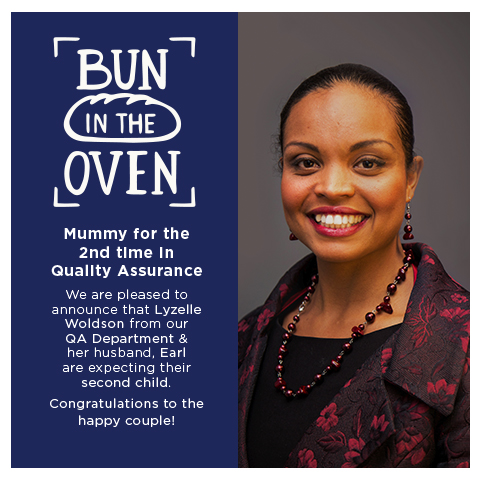 BUN
IN THE
OVEN
Mummy for the
2nd time in
Quality Assurance
We are pleased to
announce that Lyzelle
Woldson from our
QA Department &
her husband, Earl
are expecting their
second child.
Congratulations to the
happy couple!